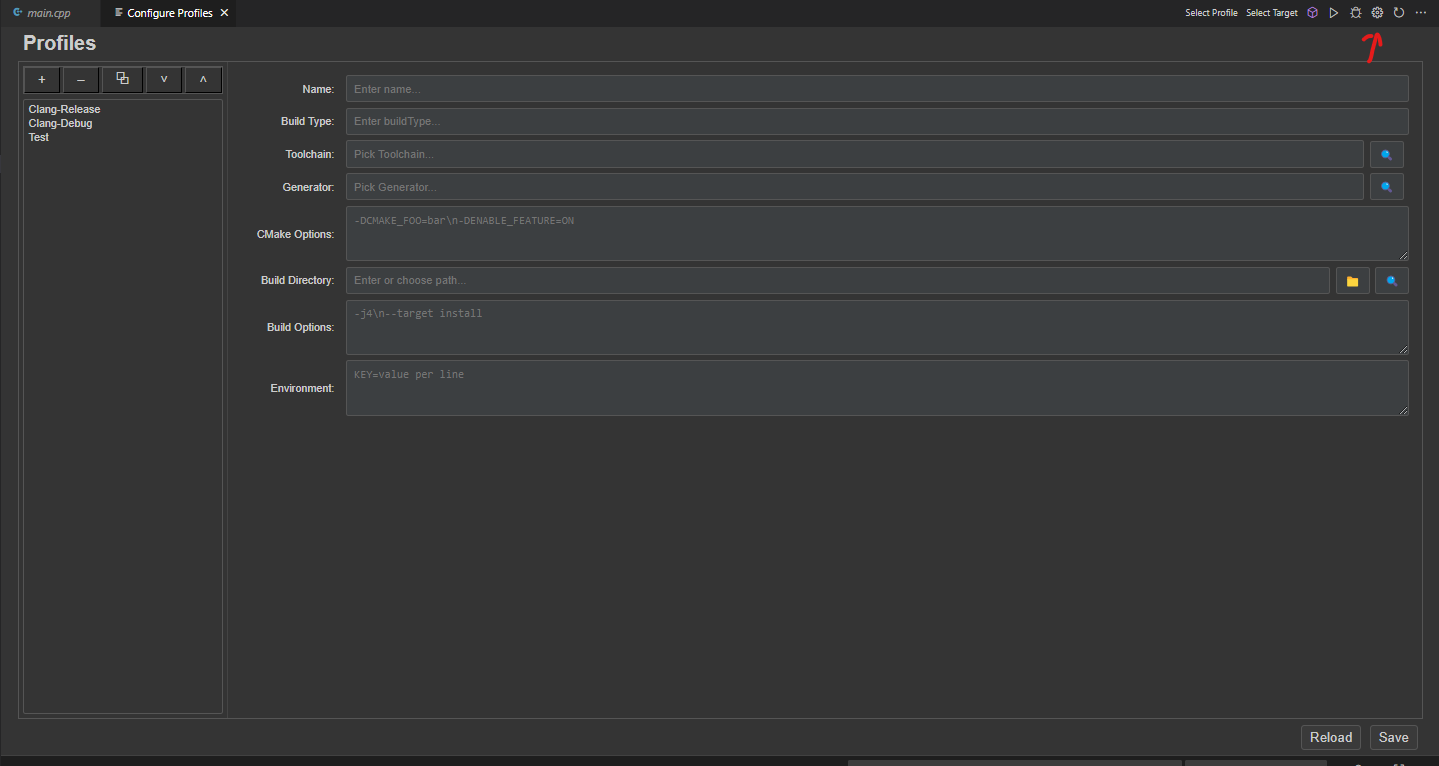 main.cpp
Configure Profiles
Select Profile
Select Target
Profiles
Clang-Release
Clang-Debug
Test
Name:
Enter name...
Build Type:
Enter buildType...
Toolchain:
Pick Toolchain...
Generator:
Pick Generator...
CMake Options:
-DCMAKE_FOO=bar\n-DENABLE_FEATURE=ON
Build Directory:
Enter or choose path...
Build Options:
-j4\n--target install
Environment:
KEY=value per line
Reload
Save